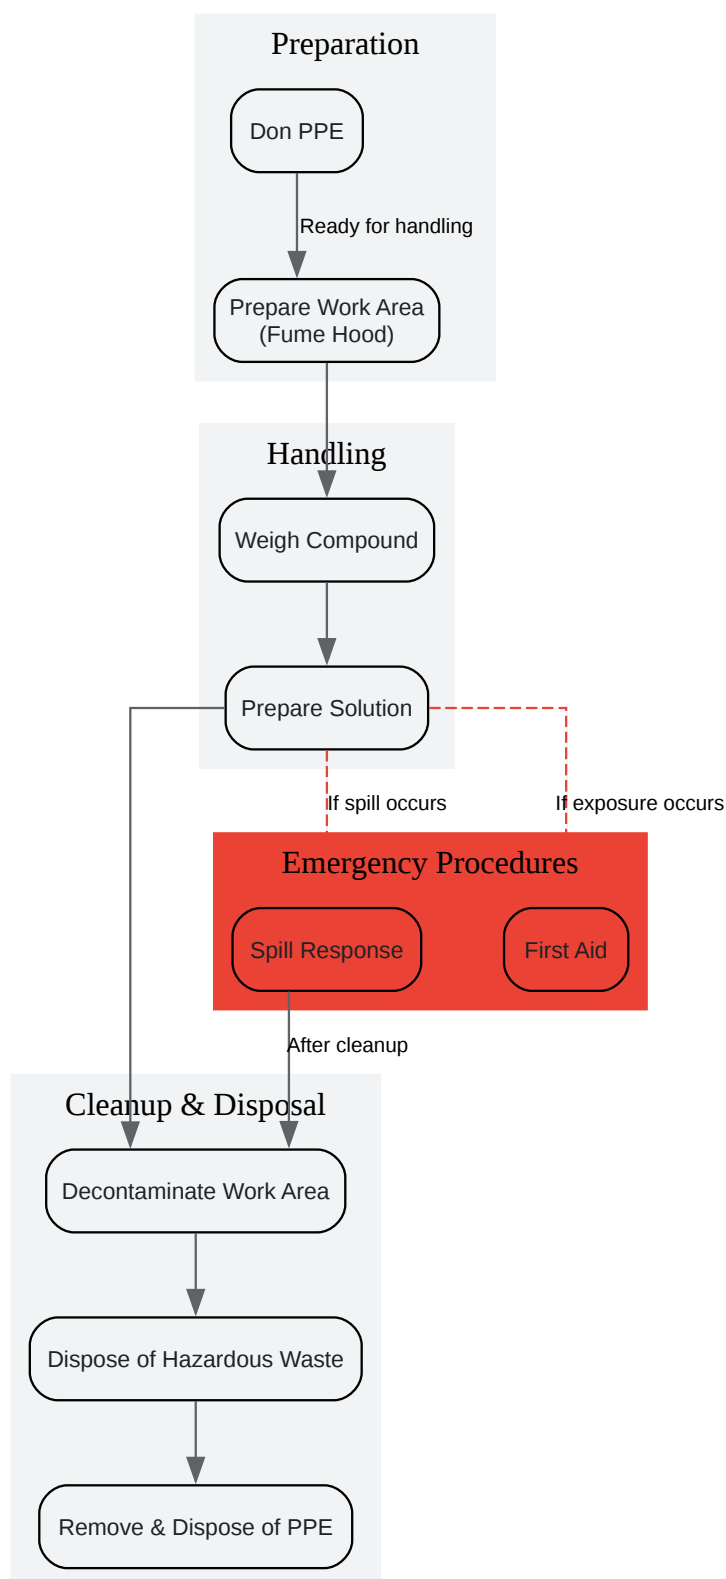 Preparation
Don PPE
Ready for handling
Prepare Work Area
(Fume Hood)
Handling
Weigh Compound
Prepare Solution
If spill occurs
If exposure occurs
Emergency Procedures
Spill Response
First Aid
After cleanup
Cleanup & Disposal
Decontaminate Work Area
Dispose of Hazardous Waste
Remove & Dispose of PPE